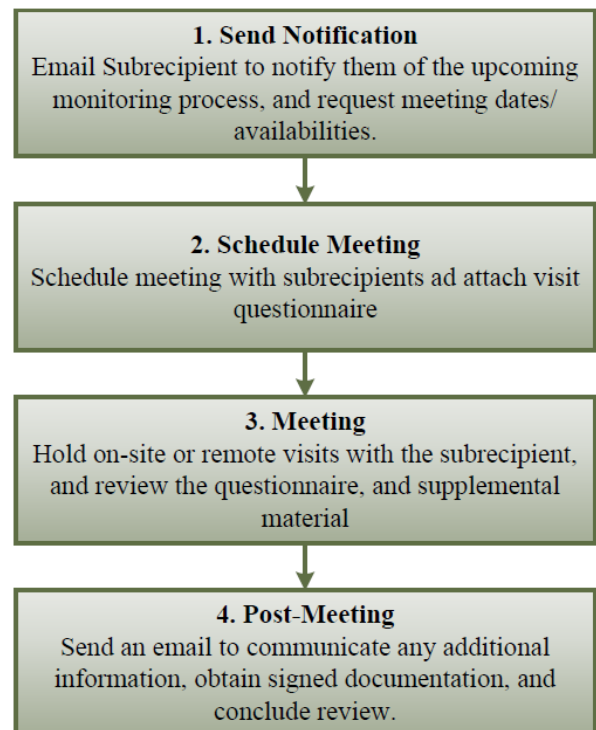 1. Send Notification
Email Subrecipient to notify them of the upcoming
monitoring process, and request meeting dates/
availabilities.
2. Schedule Meeting
Schedule meeting with subrecipients ad attach visit
questionnaire
3. Meeting
Hold on-site or remote visits with the subrecipient,
and review the questionnaire, and supplemental
material
4. Post-Meeting
Send an email to communicate any additional
information, obtain signed documentation, and
conclude review.